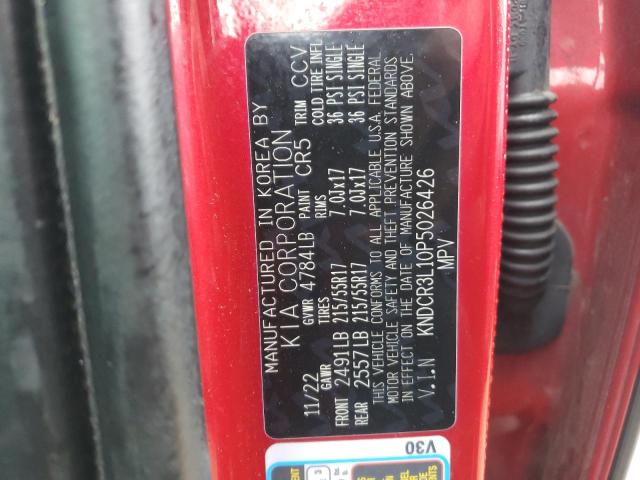 MANUFACTURED IN KOREA BY
KIA CORPORATION
11/22 GVWR 4784LB PAINT CR5 TRIM CCV
GAWR TIRES RIMS COLD TIRE INFL
FRONT 2491LB 215/55R17 7.0Jx17 36 PSI SINGLE
REAR 2557LB 215/55R17 7.0Jx17 36 PSI SINGLE
THIS VEHICLE CONFORMS TO ALL APPLICABLE U.S.A. FEDERAL
MOTOR VEHICLE SAFETY AND THEFT PREVENTION STANDARDS
IN EFFECT ON THE DATE OF MANUFACTURE SHOWN ABOVE.
V.I.N KNDCR3L10P5026426
MPV
V30